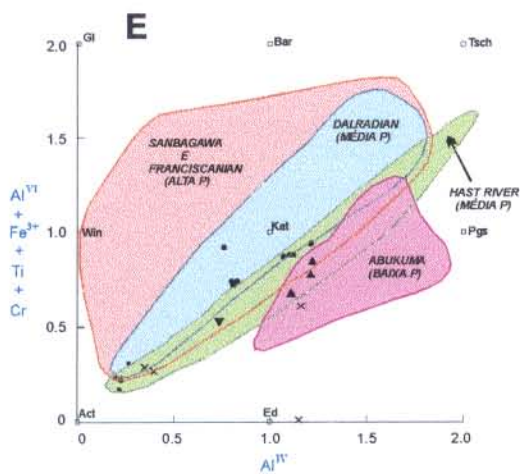 E
Gl
Bar
Tsch
2.0
SANBAGAWA
E
FRANCISCANIAN
(ALTA P)
DALRADIAN
(MÉDIA P)
1.5
HAST RIVER
(MÉDIA P)
Al^VI
+
Fe³⁺
+
Ti
+
Cr
1.0
Win
Kat
Pgs
ABUKUMA
(BAIXA P)
0.5
Act
Ed
0
0
0.5
1.0
1.5
2.0
Al^IV